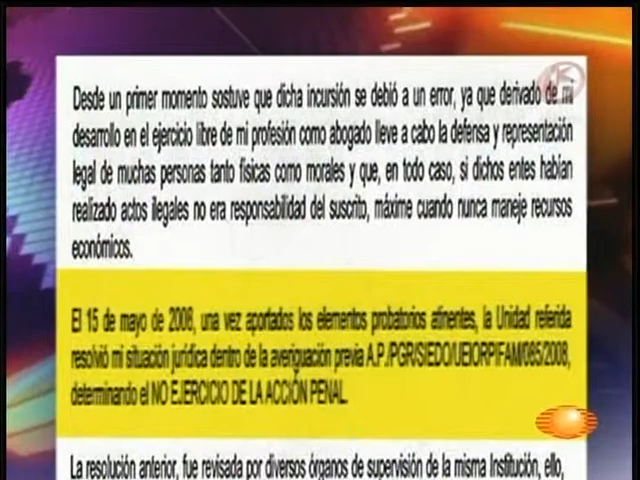 Desde un primer momento sostuve que dicha incursión se debió a un error, ya que derivado de mi
desarrollo en el ejercicio libre de mi profesión como abogado lleve a cabo la defensa y representación
legal de muchas personas tanto físicas como morales y que, en todo caso, si dichos entes habían
realizado actos ilegales no era responsabilidad del suscrito, máxime cuando nunca maneje recursos
económicos.
El 15 de mayo de 2008, una vez aportados los elementos probatorios atinentes, la Unidad referida
resolvió mi situación jurídica dentro de la averiguación previa A.P./PGR/SIEDO/UEIORPIFAM/085/2008,
determinando el NO EJERCICIO DE LA ACCIÓN PENAL.
La resolución anterior, fue revisada por diversos órganos de supervisión de la misma Institución, ello,